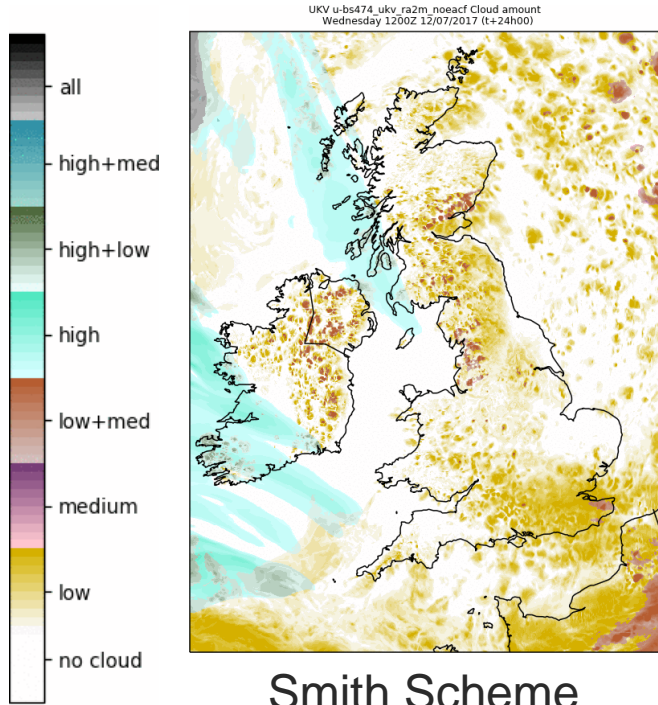 UKV u-bs474_ukv_ra2m_noeacf Cloud amount
Wednesday 1200Z 12/07/2017 (t+24h00)
all
high+med
high+low
high
low+med
medium
low
no cloud
Smith Scheme